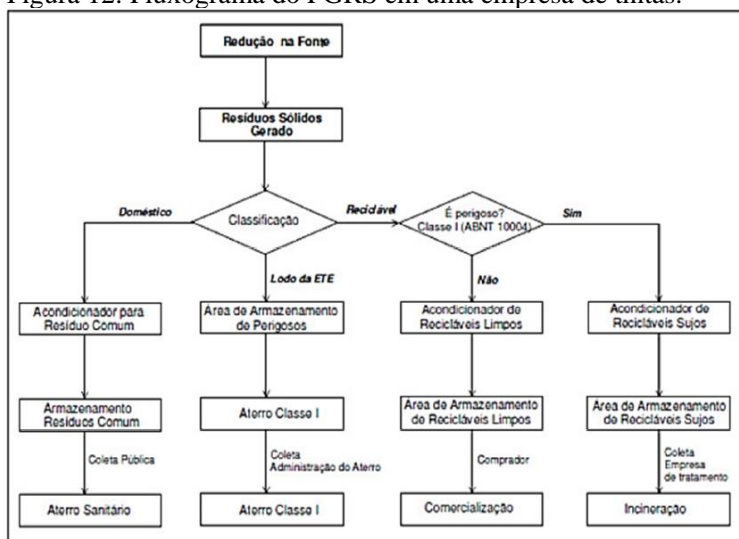 Figura 12: Fluxograma do PGRS em uma empresa de tintas.
Redução na Fonte
Resíduos Sólidos
Gerado
Doméstico
Classificação
Reciclável
É perigoso?
Classe I (ABNT 10004)
Sim
Lodo da ETE
Não
Acondicionador para
Resíduo Comum
Área de Armazenamento
de Perigosos
Acondicionador de
Recicláveis Limpos
Acondicionador de
Recicláveis Sujos
Armazenamento
Resíduos Comum
Aterro Classe I
Área de Armazenamento
de Recicláveis Limpos
Área de Armazenamento
de Recicláveis Sujos
Coleta Pública
Coleta
Administração do Aterro
Comprador
Coleta
Empresa
de tratamento
Aterro Sanitário
Aterro Classe I
Comercialização
Incineração